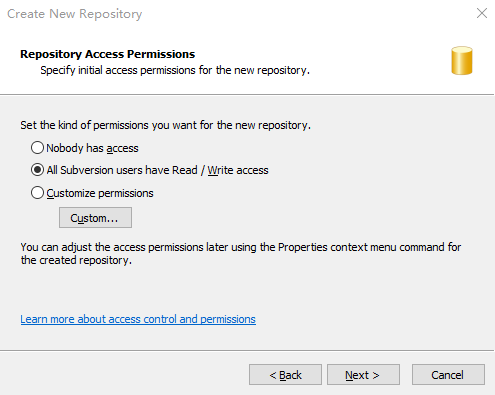 Create New Repository
Repository Access Permissions
Specify initial access permissions for the new repository.
Set the kind of permissions you want for the new repository.
Nobody has access
All Subversion users have Read / Write access
Customize permissions
Custom...
You can adjust the access permissions later using the Properties context menu command for
the created repository.
Learn more about access control and permissions
< Back
Next >
Cancel